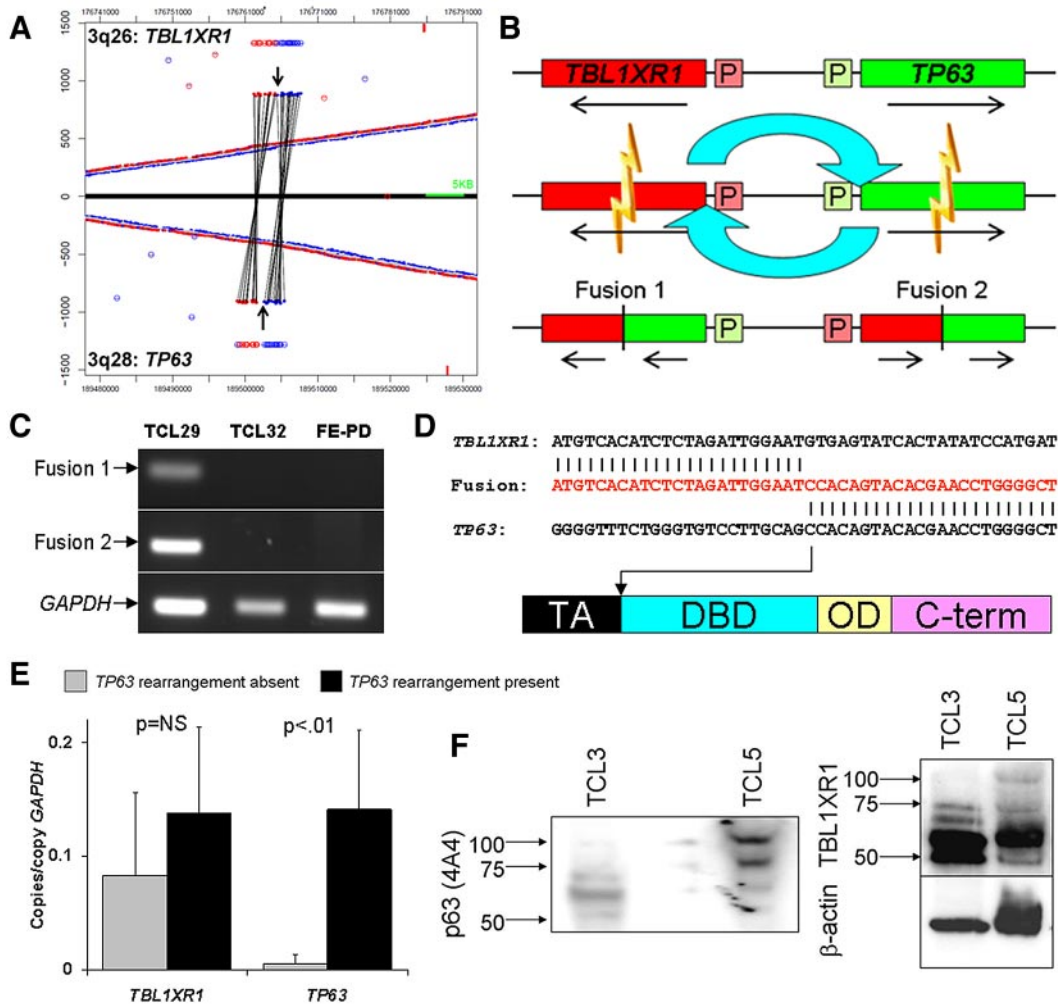 A
176741000 176751000 176761000 176771000 176781000 176791000
3q26: TBL1XR1
1500
1000
500
0
−500
−1000
−1500
5KB
3q28: TP63
189480000 189490000 189500000 189510000 189520000 189530000
B
TBL1XR1 P P TP63
P P
Fusion 1 Fusion 2
P P
C
TCL29 TCL32 FE-PD
Fusion 1
Fusion 2
GAPDH
D
TBL1XR1: ATGTCACATCTCTAGATTGGAATGTGAGTATCACTATATCCATGAT
Fusion: ATGTCACATCTCTAGATTGGAATCCACAGTACACGAACCTGGGGCT
TP63: GGGGTTTCTGGGTGTCCTTGCAGCCACAGTACACGAACCTGGGGCT
TA DBD OD C-term
E
TP63 rearrangement absent TP63 rearrangement present
p=NS p<.01
Copies/copy GAPDH
0.2
0.1
0
TBL1XR1 TP63
F
TCL3 TCL5
p63 (4A4)
100
75
50
TCL3 TCL5
TBL1XR1
100
75
50
β-actin